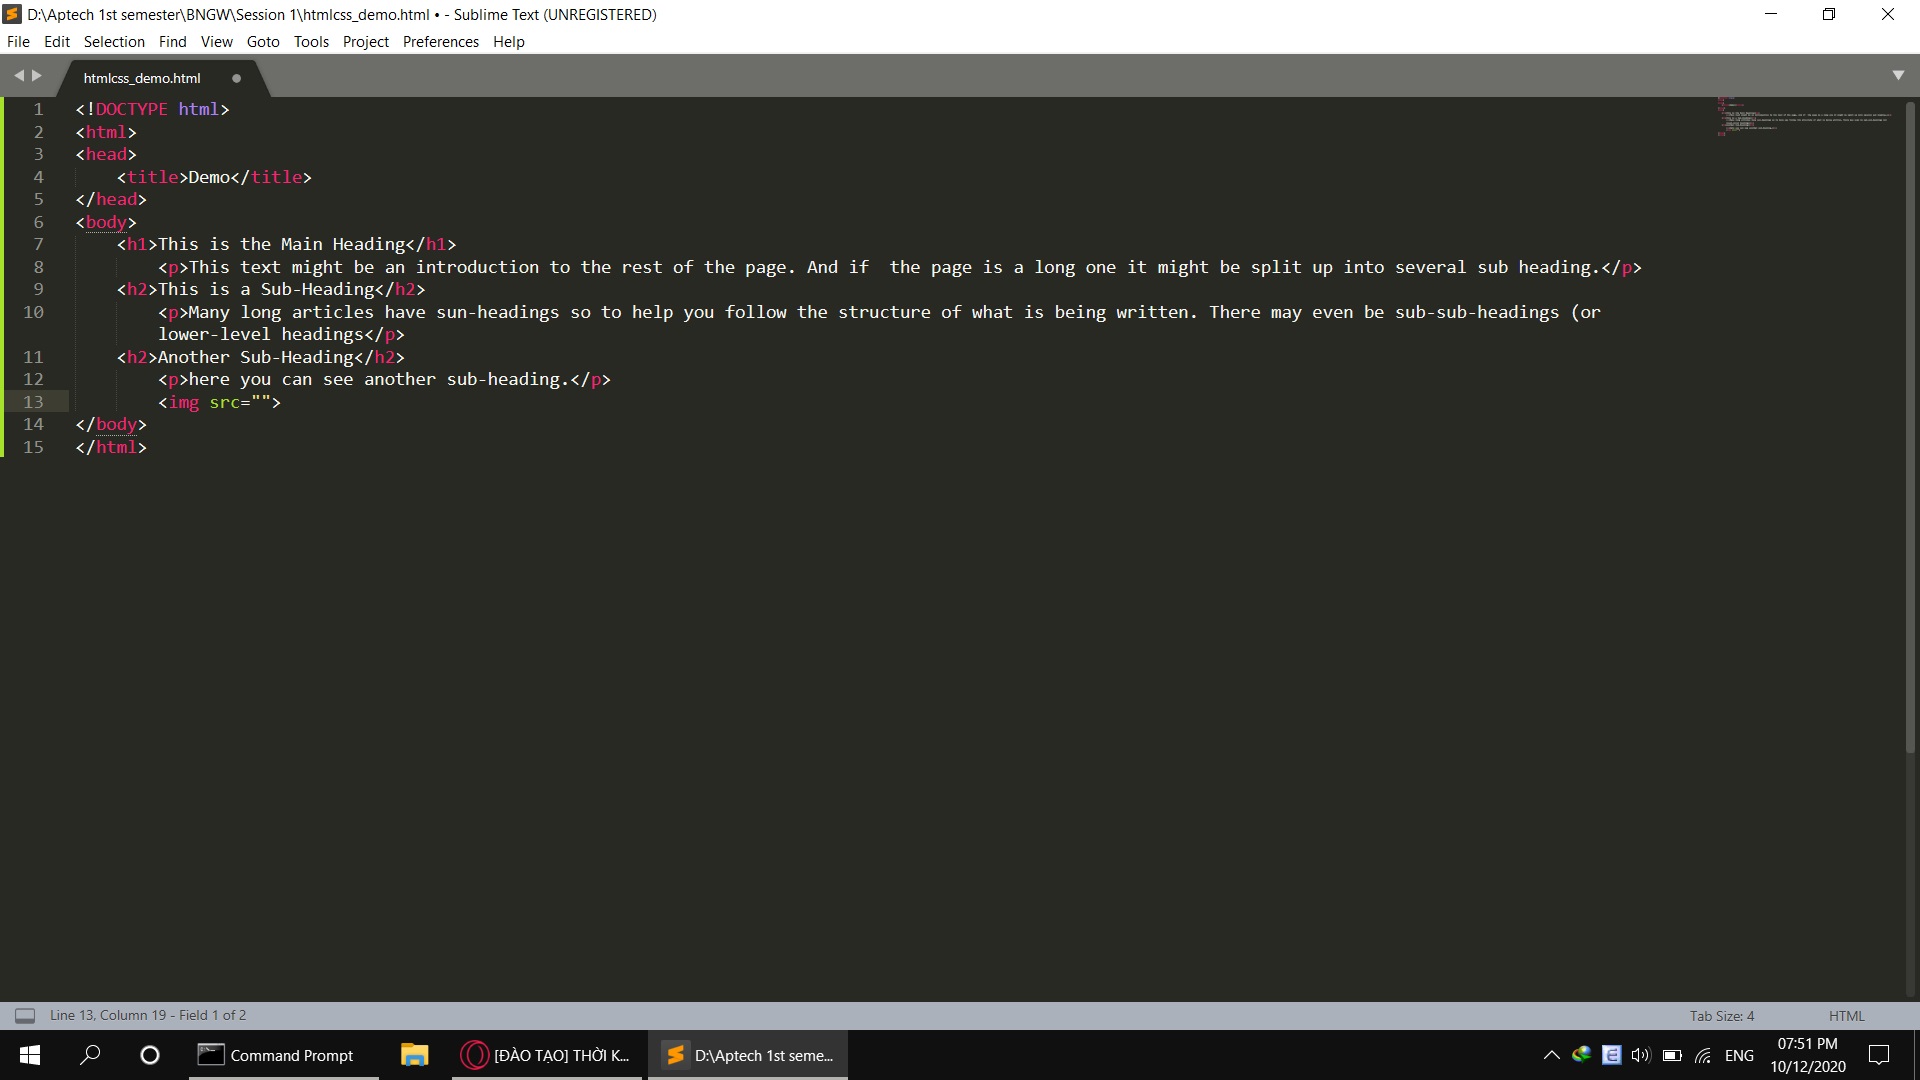 D:\Aptech 1st semester\BNGW\Session 1\htmlcss_demo.html • - Sublime Text (UNREGISTERED)
File Edit Selection Find View Goto Tools Project Preferences Help
htmlcss_demo.html
1 <!DOCTYPE html>
2 <html>
3 <head>
4 <title>Demo</title>
5 </head>
6 <body>
7 <h1>This is the Main Heading</h1>
8 <p>This text might be an introduction to the rest of the page. And if  the page is a long one it might be split up into several sub heading.</p>
9 <h2>This is a Sub-Heading</h2>
10 <p>Many long articles have sun-headings so to help you follow the structure of what is being written. There may even be sub-sub-headings (or
lower-level headings</p>
11 <h2>Another Sub-Heading</h2>
12 <p>here you can see another sub-heading.</p>
13 <img src="">
14 </body>
15 </html>
Line 13, Column 19 - Field 1 of 2
Tab Size: 4 HTML
Command Prompt
[ĐÀO TẠO] THỜI K...
D:\Aptech 1st seme...
ENG
07:51 PM
10/12/2020